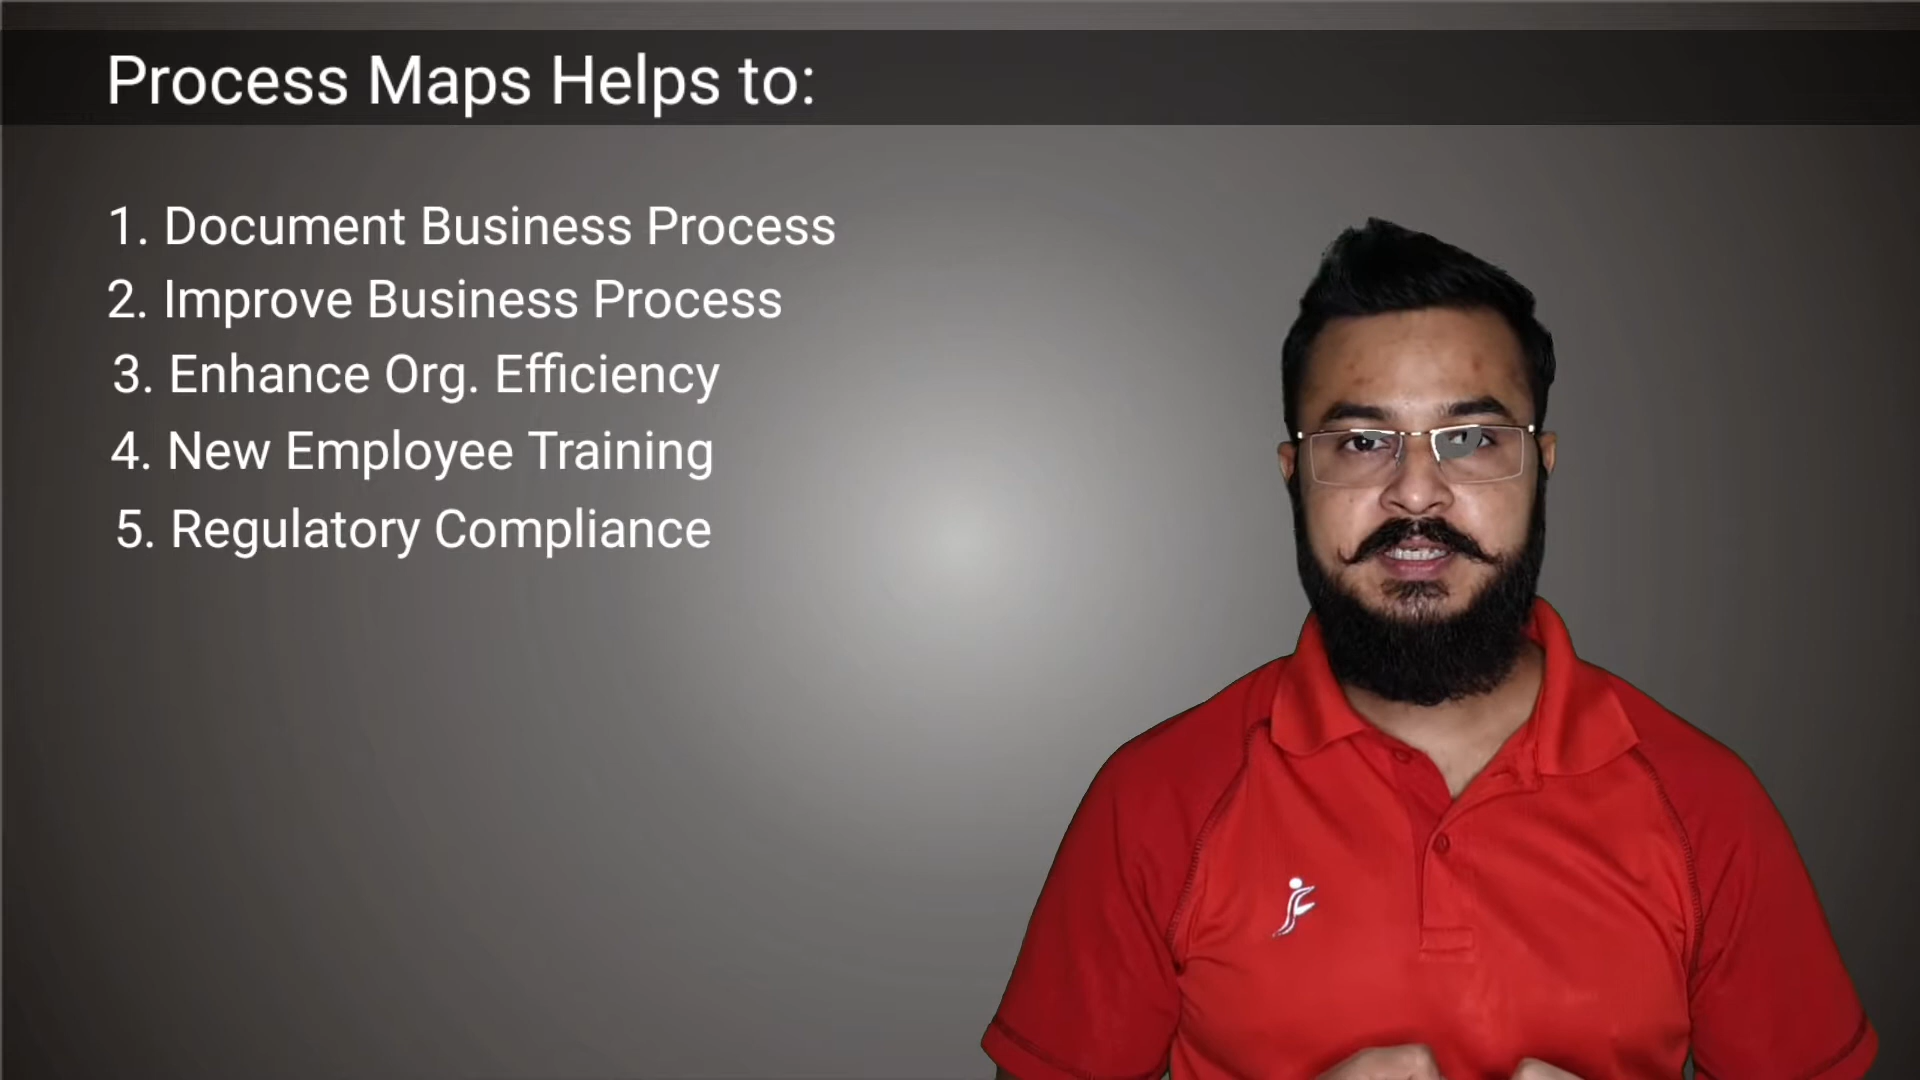 Process Maps Helps to:
1. Document Business Process
2. Improve Business Process
3. Enhance Org. Efficiency
4. New Employee Training
5. Regulatory Compliance